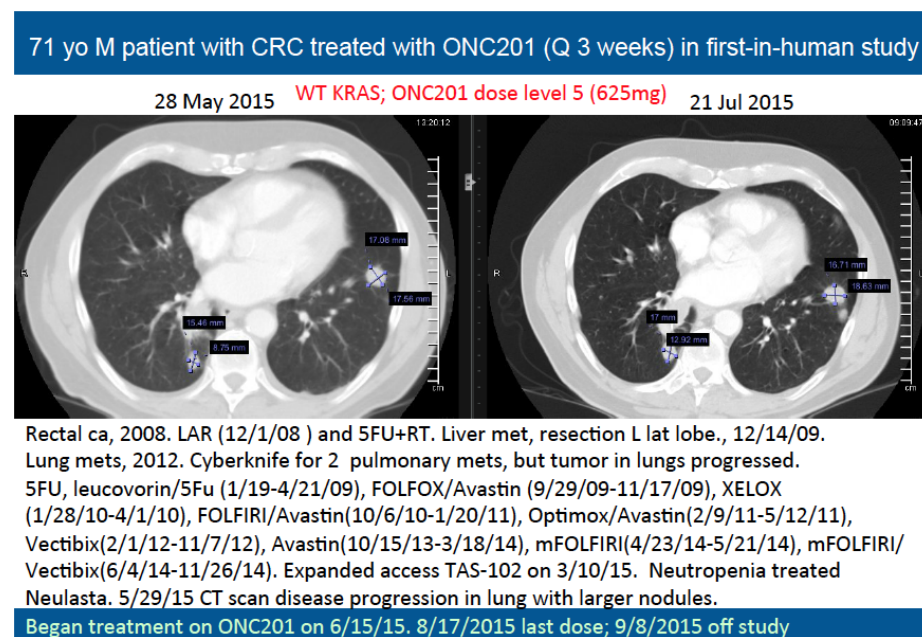 71 yo M patient with CRC treated with ONC201 (Q 3 weeks) in first-in-human study
WT KRAS; ONC201 dose level 5 (625mg)
28 May 2015
21 Jul 2015
13:20:12
09:09:47
17.08 mm
17.56 mm
15.46 mm
8.75 mm
L
cm
R
16.71 mm
18.63 mm
17 mm
12.92 mm
L
cm
Rectal ca, 2008. LAR (12/1/08 ) and 5FU+RT. Liver met, resection L lat lobe., 12/14/09.
Lung mets, 2012. Cyberknife for 2 pulmonary mets, but tumor in lungs progressed.
5FU, leucovorin/5Fu (1/19-4/21/09), FOLFOX/Avastin (9/29/09-11/17/09), XELOX
(1/28/10-4/1/10), FOLFIRI/Avastin(10/6/10-1/20/11), Optimox/Avastin(2/9/11-5/12/11),
Vectibix(2/1/12-11/7/12), Avastin(10/15/13-3/18/14), mFOLFIRI(4/23/14-5/21/14), mFOLFIRI/
Vectibix(6/4/14-11/26/14). Expanded access TAS-102 on 3/10/15. Neutropenia treated
Neulasta. 5/29/15 CT scan disease progression in lung with larger nodules.
Began treatment on ONC201 on 6/15/15. 8/17/2015 last dose; 9/8/2015 off study